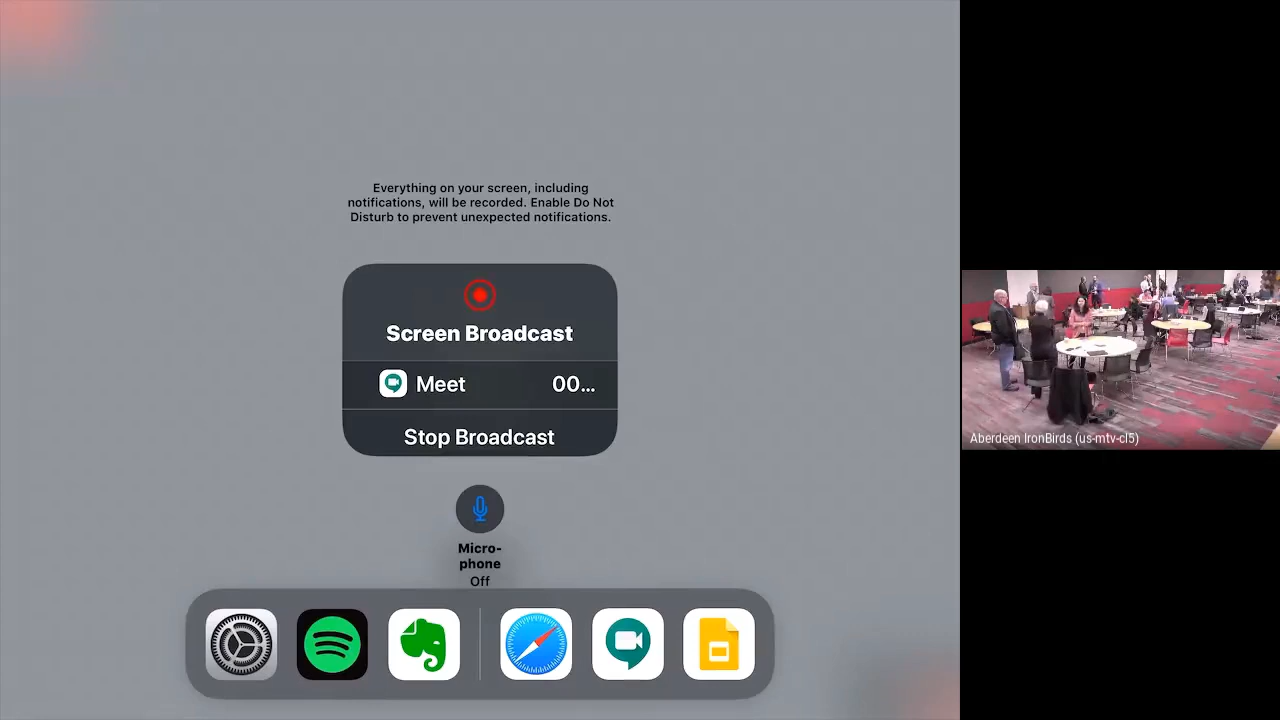 Everything on your screen, including
notifications, will be recorded. Enable Do Not
Disturb to prevent unexpected notifications.
Screen Broadcast
Meet 00...
Stop Broadcast
Micro-
phone
Off
Aberdeen IronBirds (us-mtv-cl5)